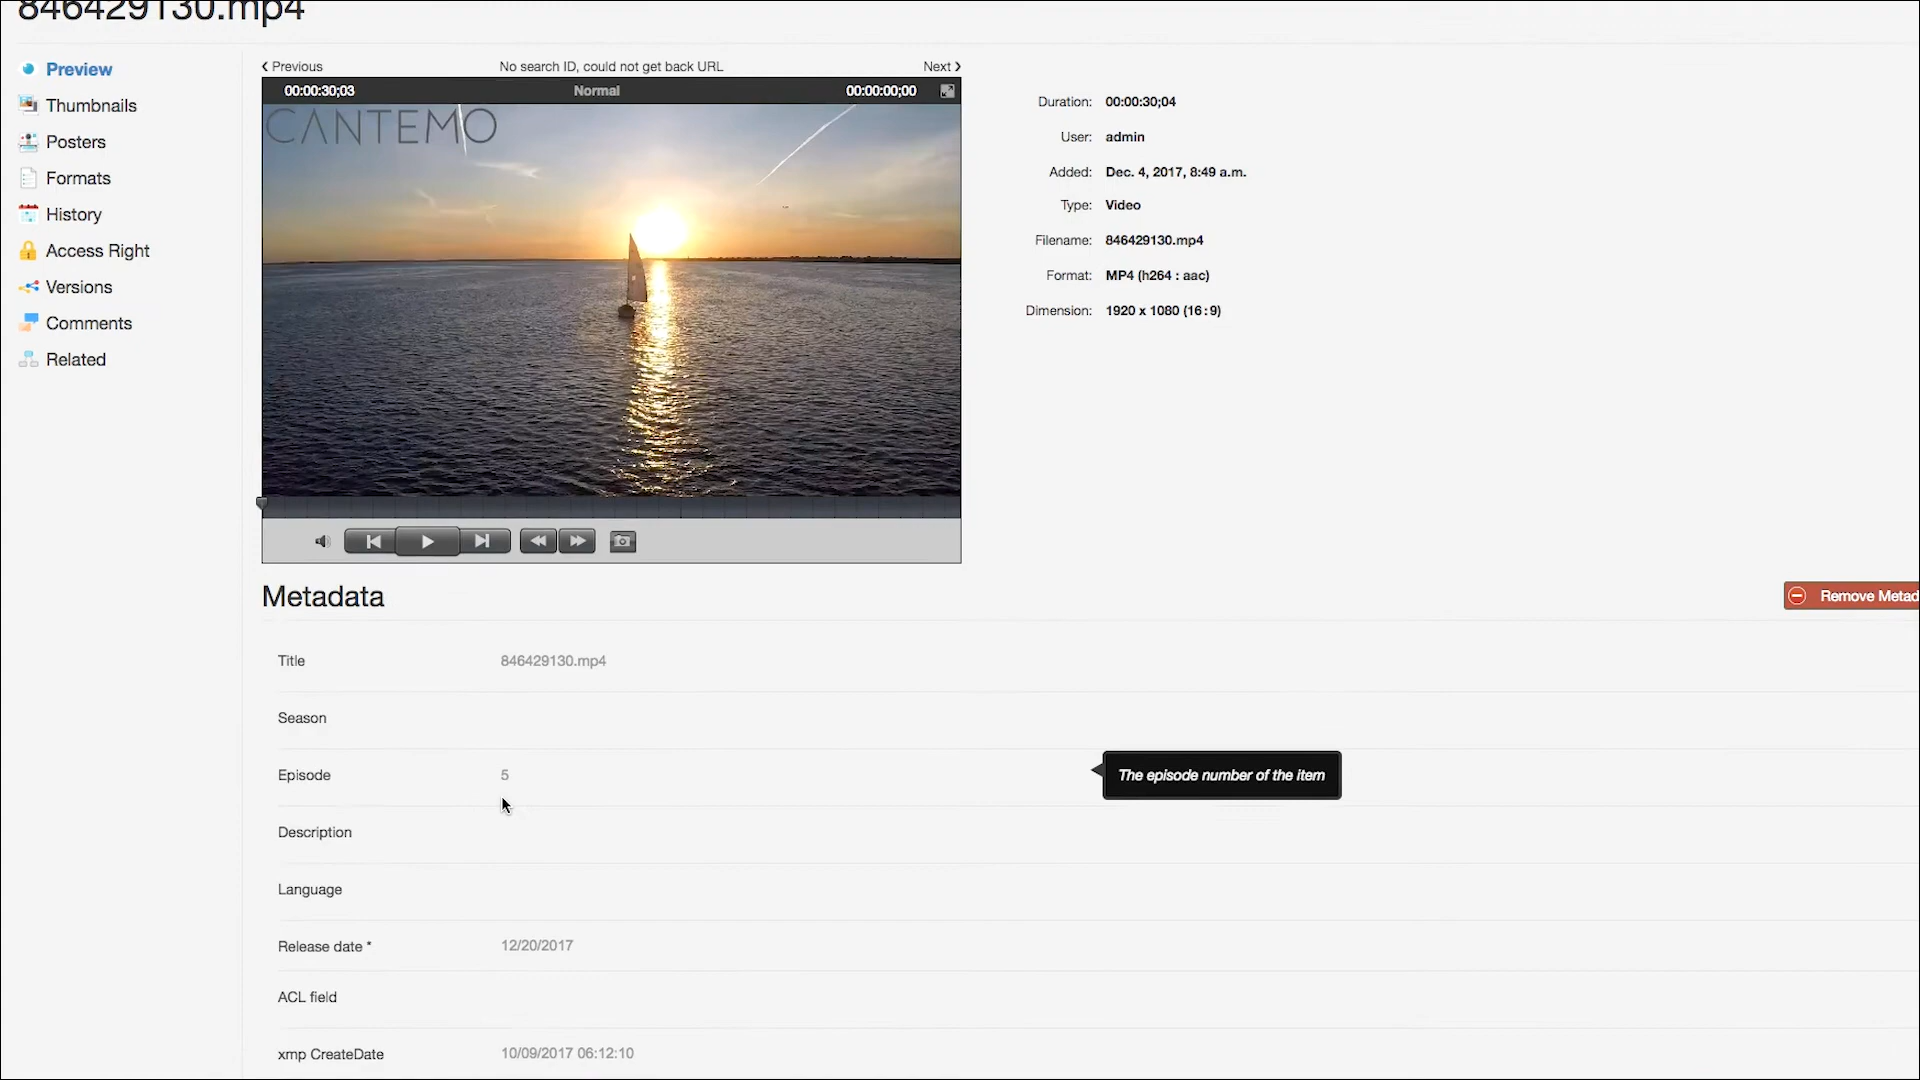 846429130.mp4
Preview
Thumbnails
Posters
Formats
History
Access Right
Versions
Comments
Related
Previous
No search ID, could not get back URL
Next
00:00:30;03
Normal
00:00:00;00
CANTEMO
Duration: 00:00:30;04
User: admin
Added: Dec. 4, 2017, 8:49 a.m.
Type: Video
Filename: 846429130.mp4
Format: MP4 (h264 : aac)
Dimension: 1920 x 1080 (16:9)
Metadata
Remove Metad
Title 846429130.mp4
Season
Episode 5
The episode number of the item
Description
Language
Release date * 12/20/2017
ACL field
xmp CreateDate 10/09/2017 06:12:10